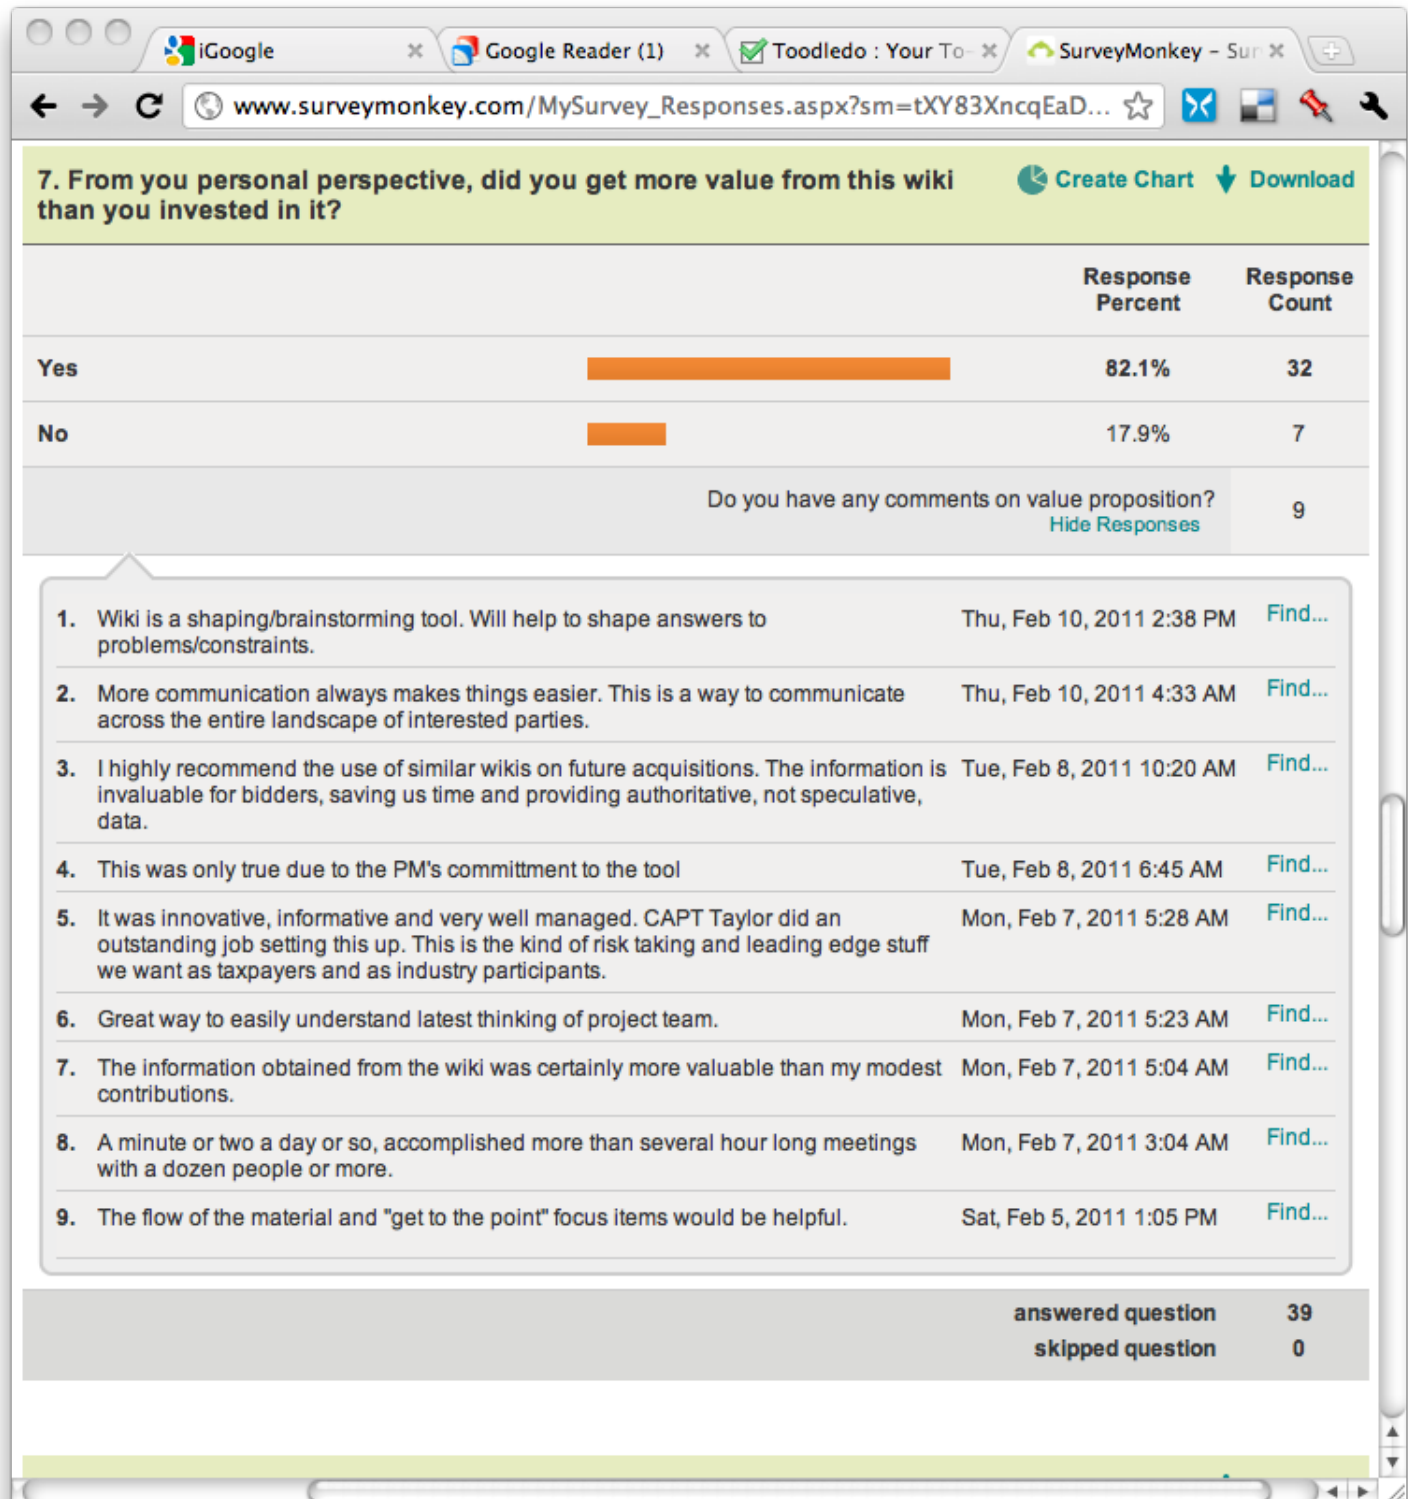 iGoogle
Google Reader (1)
Toodledo : Your To-
SurveyMonkey – Sur
www.surveymonkey.com/MySurvey_Responses.aspx?sm=tXY83XncqEaD...
7. From you personal perspective, did you get more value from this wiki
than you invested in it?
Create Chart
Download
Response Percent
Response Count
Yes 82.1% 32
No 17.9% 7
Do you have any comments on value proposition? 9
Hide Responses
1. Wiki is a shaping/brainstorming tool. Will help to shape answers to Thu, Feb 10, 2011 2:38 PM Find...
problems/constraints.
2. More communication always makes things easier. This is a way to communicate Thu, Feb 10, 2011 4:33 AM Find...
across the entire landscape of interested parties.
3. I highly recommend the use of similar wikis on future acquisitions. The information is Tue, Feb 8, 2011 10:20 AM Find...
invaluable for bidders, saving us time and providing authoritative, not speculative,
data.
4. This was only true due to the PM's committment to the tool Tue, Feb 8, 2011 6:45 AM Find...
5. It was innovative, informative and very well managed. CAPT Taylor did an Mon, Feb 7, 2011 5:28 AM Find...
outstanding job setting this up. This is the kind of risk taking and leading edge stuff
we want as taxpayers and as industry participants.
6. Great way to easily understand latest thinking of project team. Mon, Feb 7, 2011 5:23 AM Find...
7. The information obtained from the wiki was certainly more valuable than my modest Mon, Feb 7, 2011 5:04 AM Find...
contributions.
8. A minute or two a day or so, accomplished more than several hour long meetings Mon, Feb 7, 2011 3:04 AM Find...
with a dozen people or more.
9. The flow of the material and "get to the point" focus items would be helpful. Sat, Feb 5, 2011 1:05 PM Find...
answered question 39
skipped question 0